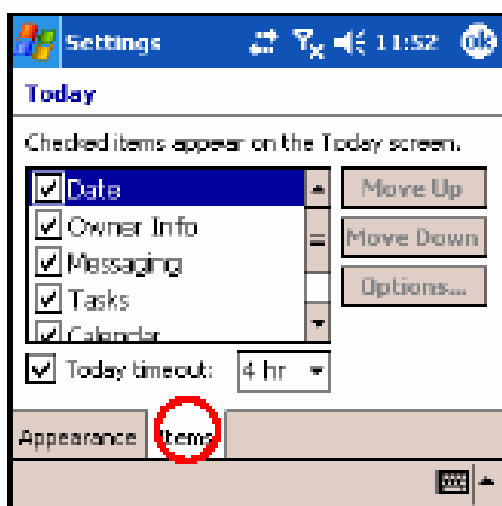 Settings 11:52 ok
Today
Checked items appear on the Today screen.
Date
Move Up
Owner Info
Move Down
Messaging
Options...
Tasks
Calendar
Today timeout: 4 hr
Appearance Items